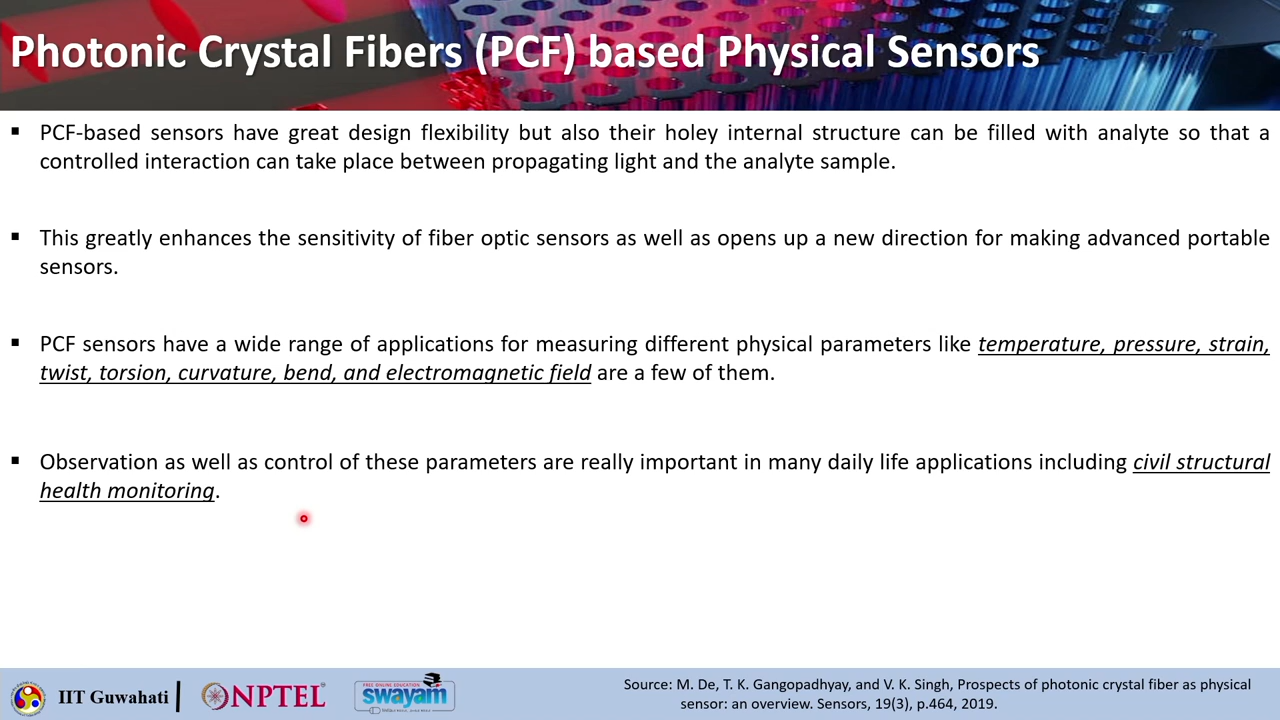 Photonic Crystal Fibers (PCF) based Physical Sensors
▪ PCF-based sensors have great design flexibility but also their holey internal structure can be filled with analyte so that a
controlled interaction can take place between propagating light and the analyte sample.
▪ This greatly enhances the sensitivity of fiber optic sensors as well as opens up a new direction for making advanced portable
sensors.
▪ PCF sensors have a wide range of applications for measuring different physical parameters like temperature, pressure, strain,
twist, torsion, curvature, bend, and electromagnetic field are a few of them.
▪ Observation as well as control of these parameters are really important in many daily life applications including civil structural
health monitoring.
IIT Guwahati
NPTEL
FREE ONLINE EDUCATION
swayam
Source: M. De, T. K. Gangopadhyay, and V. K. Singh, Prospects of photonic crystal fiber as physical
sensor: an overview. Sensors, 19(3), p.464, 2019.